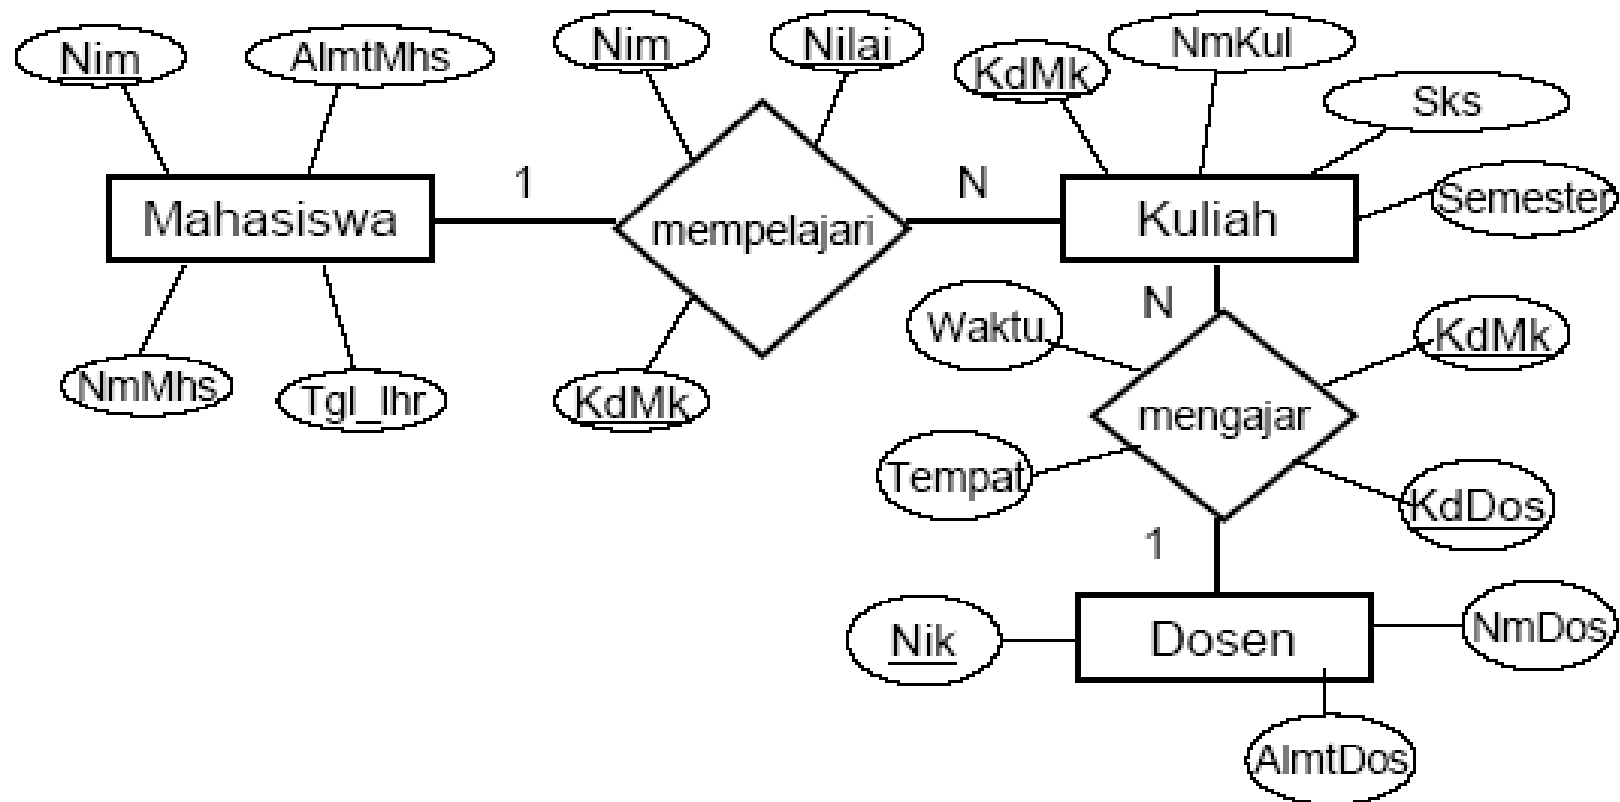 Nim
AlmtMhs
Nim
Nilai
KdMk
NmKul
Sks
Semester
Mahasiswa
1
mempelajari
N
Kuliah
NmMhs
Tgl_lhr
KdMk
N
Waktu
KdMk
mengajar
Tempat
KdDos
1
Nik
Dosen
NmDos
AlmtDos